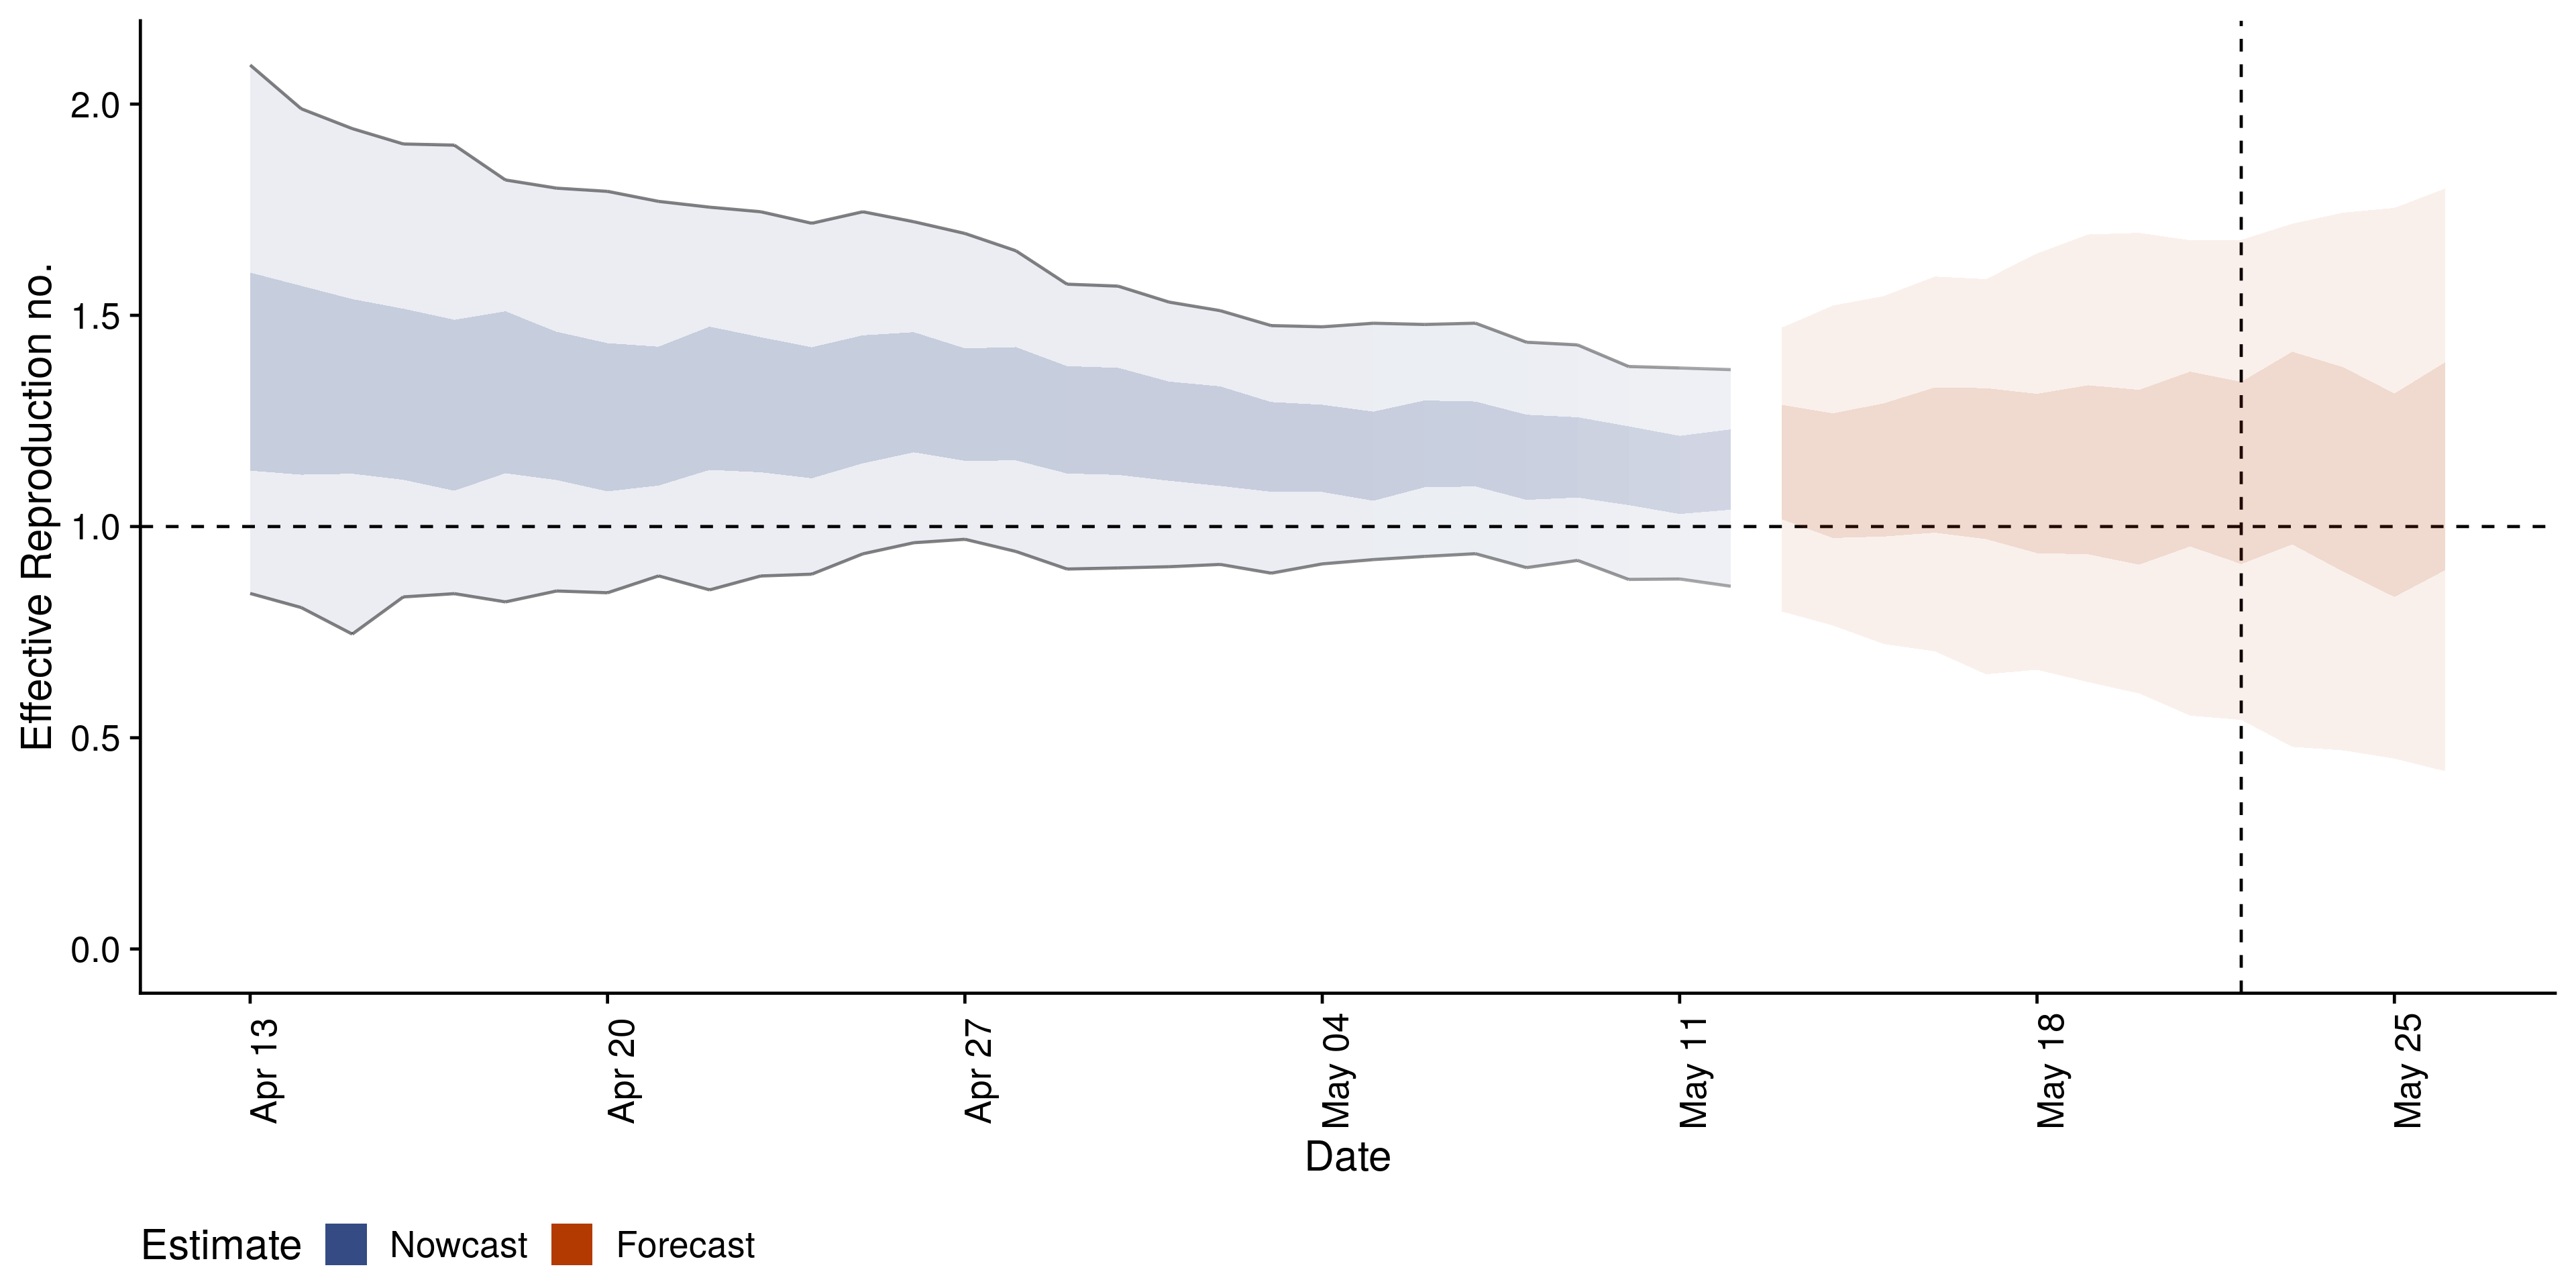 Effective Reproduction no.
2.0
1.5
1.0
0.5
0.0
Apr 13
Apr 20
Apr 27
May 04
May 11
May 18
May 25
Date
Estimate Nowcast Forecast